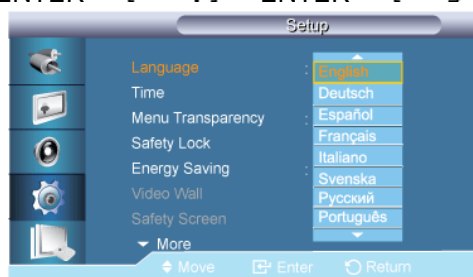 Setup
Language : English
Time Deutsch
Menu Transparency : Español
Safety Lock Français
Italiano
Energy Saving :
Svenska
Video Wall Русский
Safety Screen Português
More
Move Enter Return